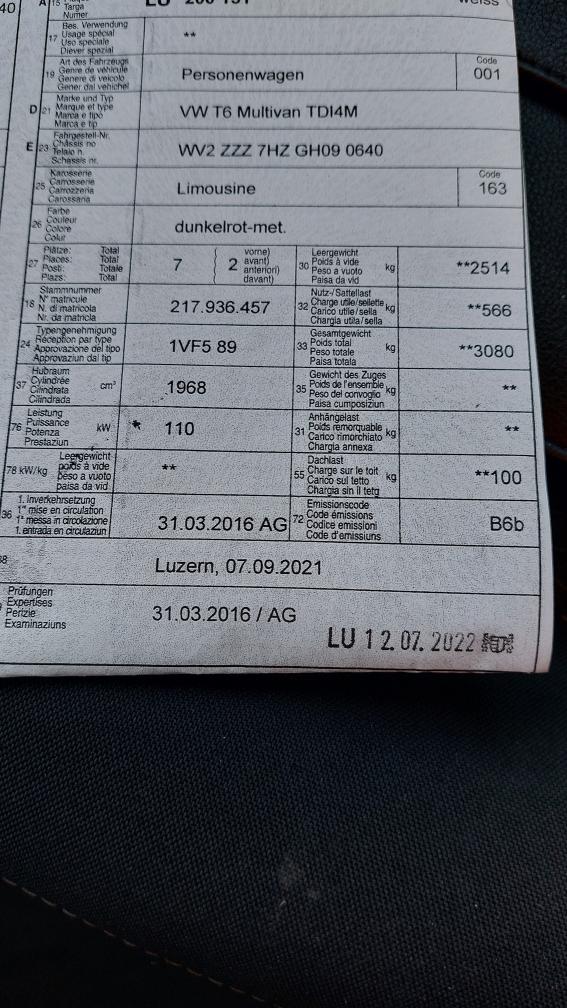 40 A 15 Targa weiss
Numer
17 Bes. Verwendung
Usage spécial
Uso speciale
Diever spezial
**
19 Art des Fahrzeugs
Genre de véhicule
Genere di veicolo
Gener dal vehichel
Personenwagen
Code
001
D 21 Marke und Typ
Marque et type
Marca e tipo
Marca e tip
VW T6 Multivan TDI4M
E 23 Fahrgestell-Nr.
Châssis no
Telaio n.
Schassis nr.
WV2 ZZZ 7HZ GH09 0640
25 Karosserie
Carrosserie
Carrozzeria
Carossaria
Limousine
Code
163
26 Farbe
Couleur
Colore
Colur
dunkelrot-met.
27 Plätze: Total
Places: Total
Posti: Totale
Plazs: Total
7
2
vorne)
avant)
anteriori)
davant)
30 Leergewicht
Poids à vide
Peso a vuoto
Paisa da vid
kg
**2514
18 Stammnummer
N° matricule
N. di matricola
Nr. da matricla
217.936.457
32 Nutz-/Sattellast
Charge utile/sellette
Carico utile/sella
Chargia utila/sella
kg
**566
24 Typengenehmigung
Réception par type
Approvazione del tipo
Approvaziun dal tip
1VF5 89
33 Gesamtgewicht
Poids total
Peso totale
Paisa totala
kg
**3080
37 Hubraum
Cylindrée
Cilindrata
Cilindrada
cm³
1968
35 Gewicht des Zuges
Poids de l'ensemble
Peso del convoglio
Paisa cumposiziun
kg
**
76 Leistung
Puissance
Potenza
Prestaziun
kW
* 110
31 Anhängelast
Poids remorquable
Carico rimorchiato
Chargia annexa
kg
**
78 kW/kg Leergewicht
poids à vide
peso a vuoto
paisa da vid
**
55 Dachlast
Charge sur le toit
Carico sul tetto
Chargia sin il tetg
kg
**100
36 1. Inverkehrsetzung
1re mise en circulation
1a messa in circolazione
1. entrada en circulaziun
31.03.2016 AG
72 Emissionscode
Code émissions
Codice emissioni
Code d'emissiuns
B6b
Luzern, 07.09.2021
Prüfungen
Expertises
Perizie
Examinaziuns
31.03.2016 / AG
LU 12.07.2022